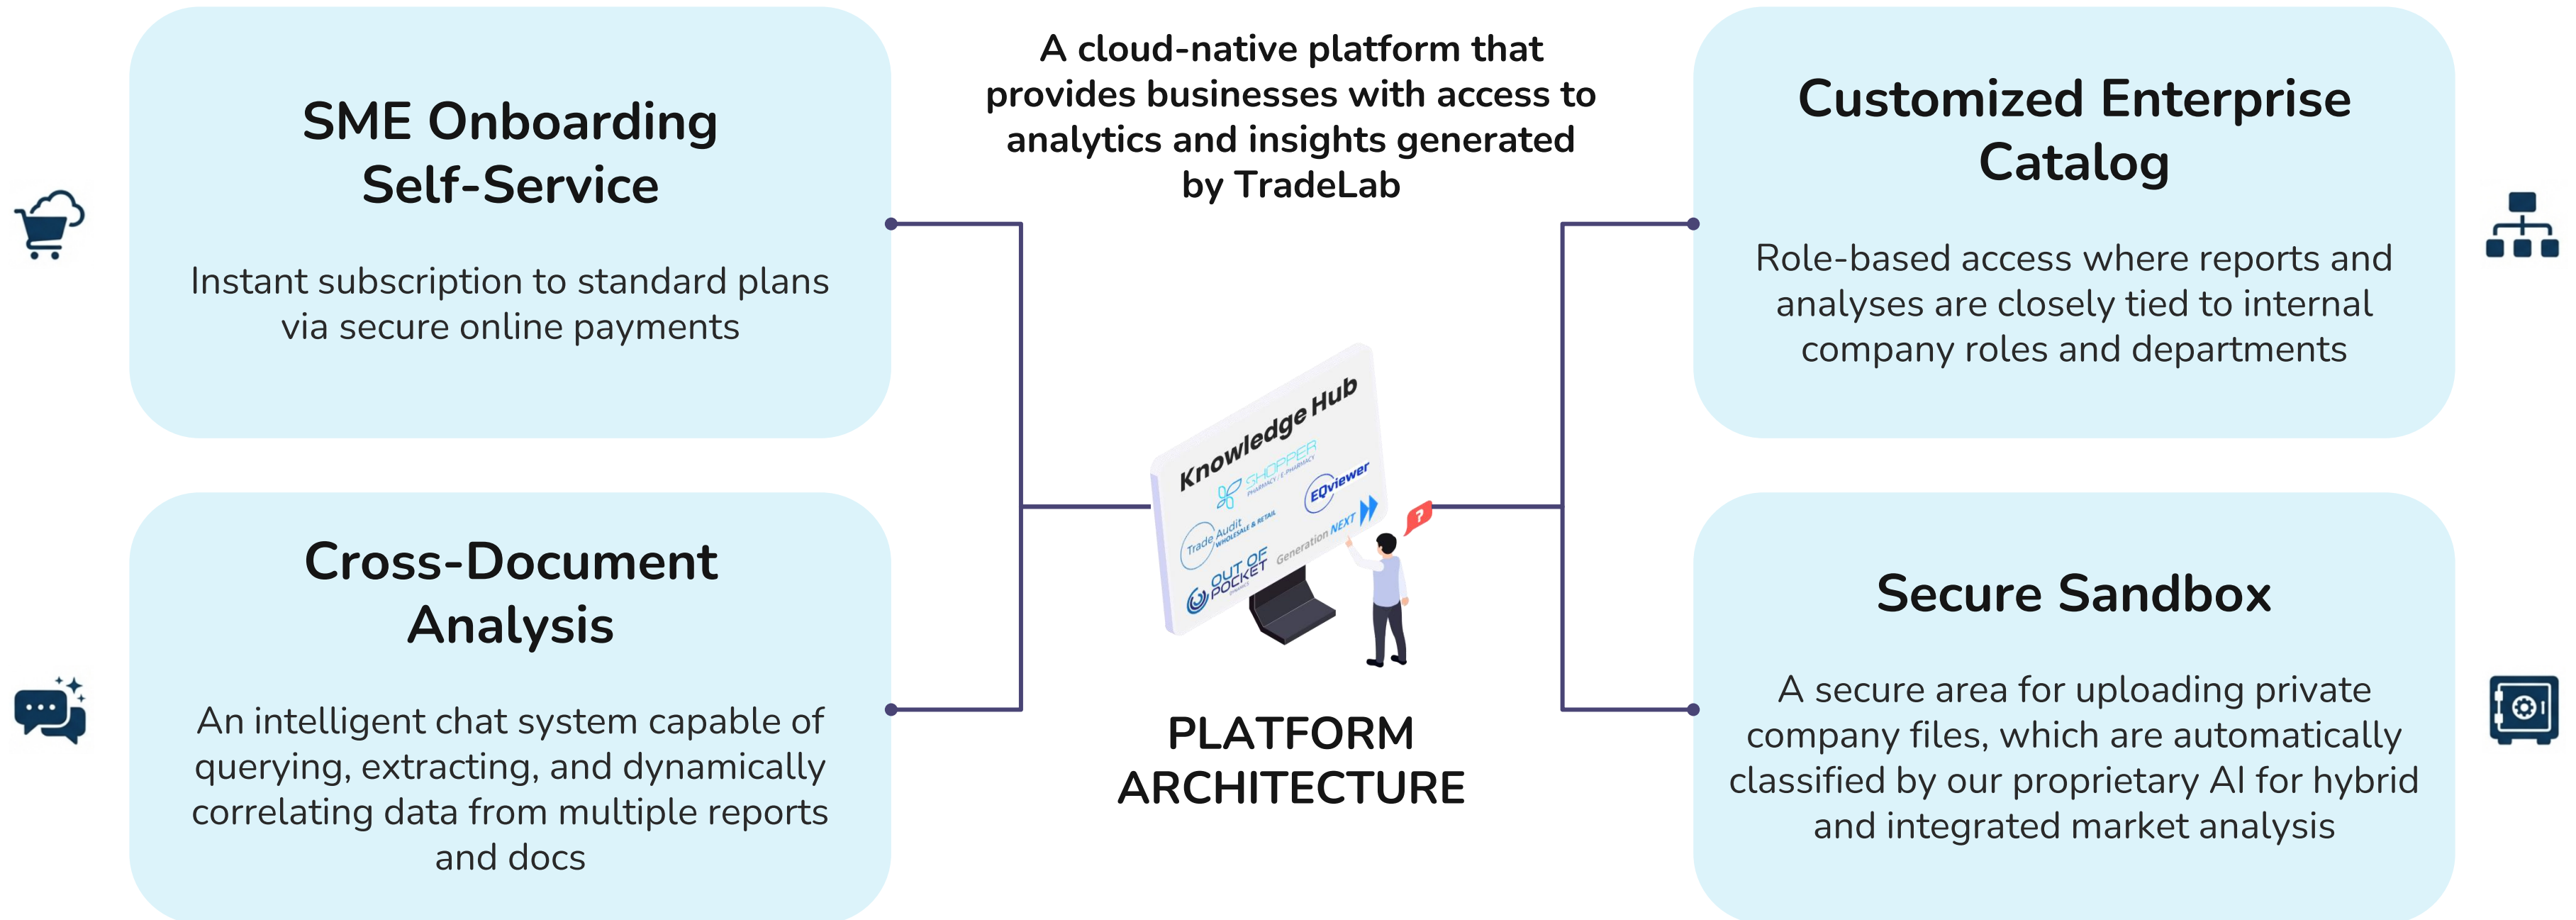 SME Onboarding
Self-Service
Instant subscription to standard plans
via secure online payments
A cloud-native platform that
provides businesses with access to
analytics and insights generated
by TradeLab
Customized Enterprise
Catalog
Role-based access where reports and
analyses are closely tied to internal
company roles and departments
Knowledge Hub
SHOPPER
PHARMACY / E-PHARMACY
EQviewer
Trade Audit
WHOLESALE & RETAIL
Generation NEXT
OUT OF
POCKET
DYNAMICS
?
Cross-Document
Analysis
An intelligent chat system capable of
querying, extracting, and dynamically
correlating data from multiple reports
and docs
PLATFORM
ARCHITECTURE
Secure Sandbox
A secure area for uploading private
company files, which are automatically
classified by our proprietary AI for hybrid
and integrated market analysis